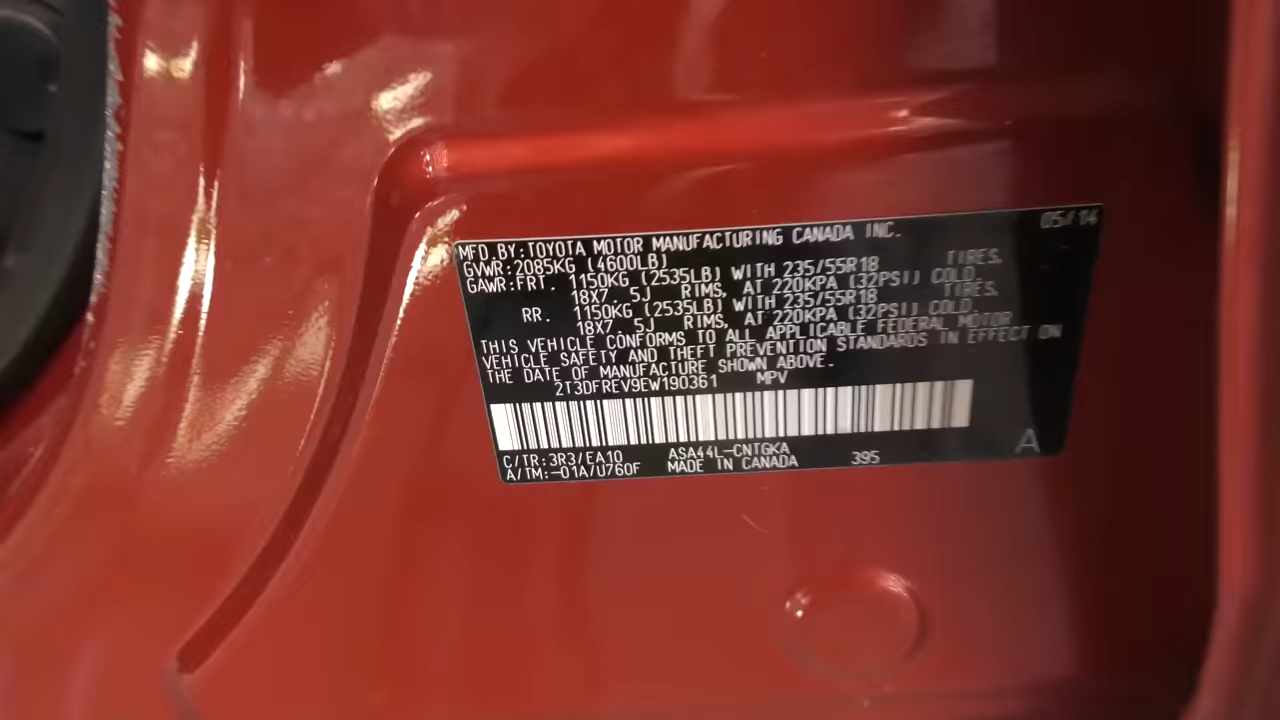 05/14
MFD.BY:TOYOTA MOTOR MANUFACTURING CANADA INC.
GVWR:2085KG (4600LB)
GAWR:FRT. 1150KG (2535LB) WITH 235/55R18 TIRES,
18X7.5J RIMS, AT 220KPA (32PSI) COLD.
RR. 1150KG (2535LB) WITH 235/55R18 TIRES,
18X7.5J RIMS, AT 220KPA (32PSI) COLD.
THIS VEHICLE CONFORMS TO ALL APPLICABLE FEDERAL MOTOR
VEHICLE SAFETY AND THEFT PREVENTION STANDARDS IN EFFECT ON
THE DATE OF MANUFACTURE SHOWN ABOVE.
2T3DFREV9EW190361 MPV
C/TR:3R3/EA10 ASA44L-CNTGKA 395 A
A/TM:-01A/U760F MADE IN CANADA